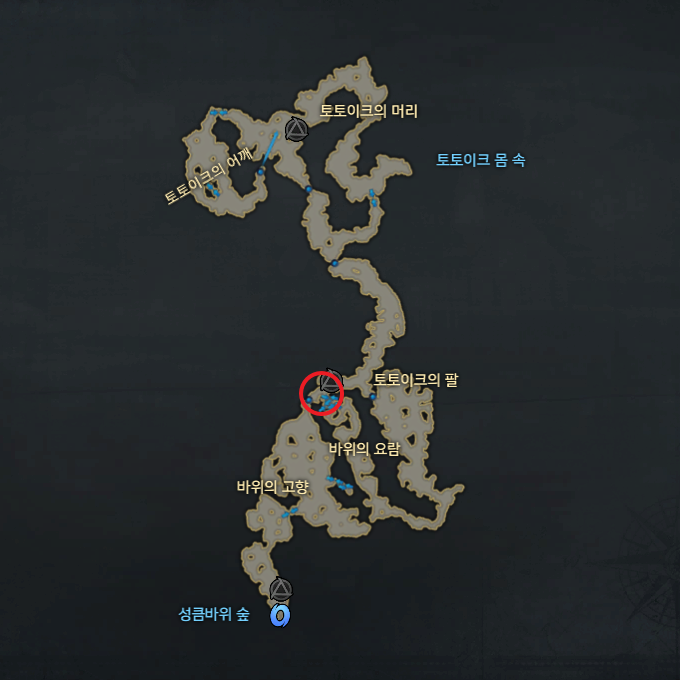 토토이크의 머리
토토이크의 어깨
토토이크 몸 속
토토이크의 팔
바위의 요람
바위의 고향
성큼바위 숲